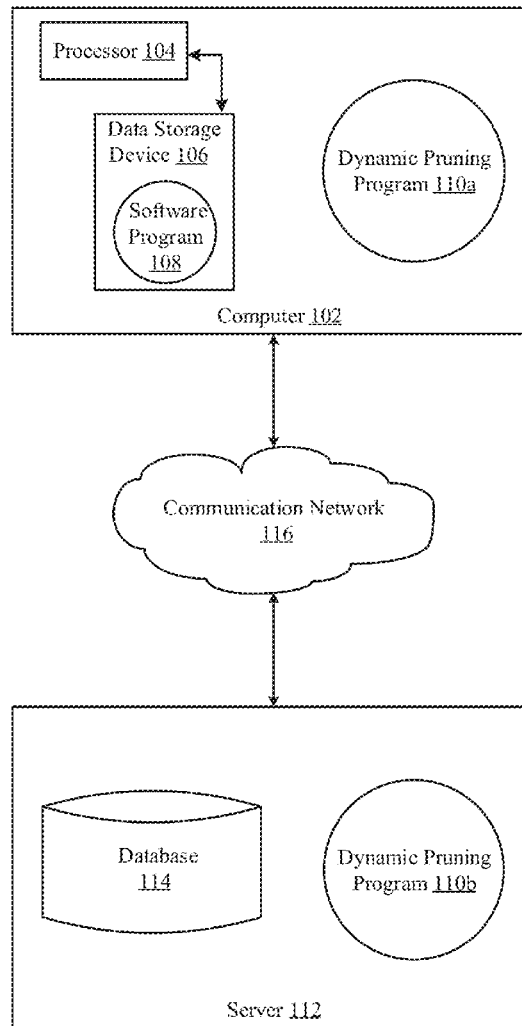 Processor 104
Data Storage
Device 106
Software
Program
108
Dynamic Pruning
Program 110a
Computer 102
Communication Network
116
Database
114
Dynamic Pruning
Program 110b
Server 112